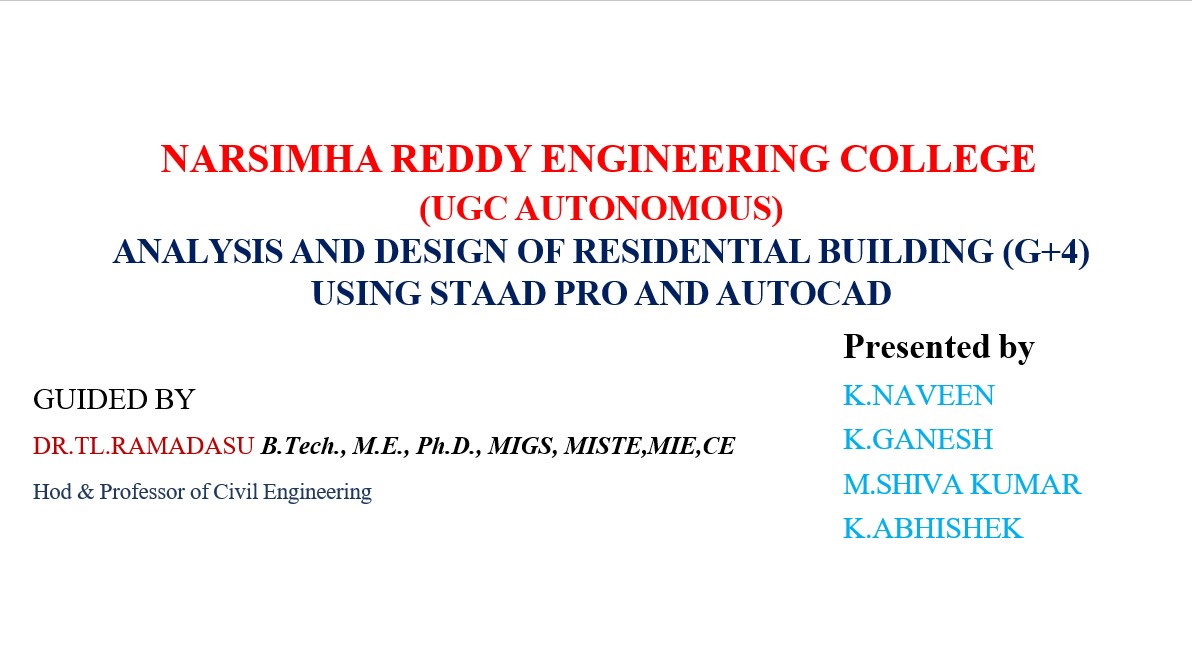 NARSIMHA REDDY ENGINEERING COLLEGE
(UGC AUTONOMOUS)
ANALYSIS AND DESIGN OF RESIDENTIAL BUILDING (G+4)
USING STAAD PRO AND AUTOCAD
GUIDED BY
DR.TL.RAMADASU B.Tech., M.E., Ph.D., MIGS, MISTE,MIE,CE
Hod & Professor of Civil Engineering
Presented by
K.NAVEEN
K.GANESH
M.SHIVA KUMAR
K.ABHISHEK